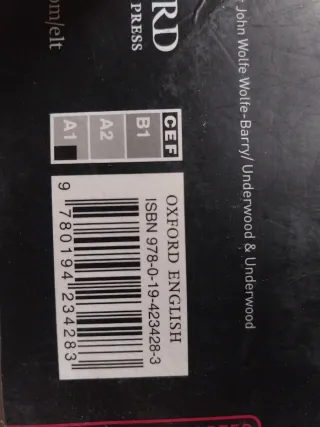 John Wolfe Wolfe-Barry/ Underwood & Underwood
RD
PRESS
om/elt
CEF
B1
A2
A1
OXFORD ENGLISH
ISBN 978-0-19-423428-3
9 780194 234283